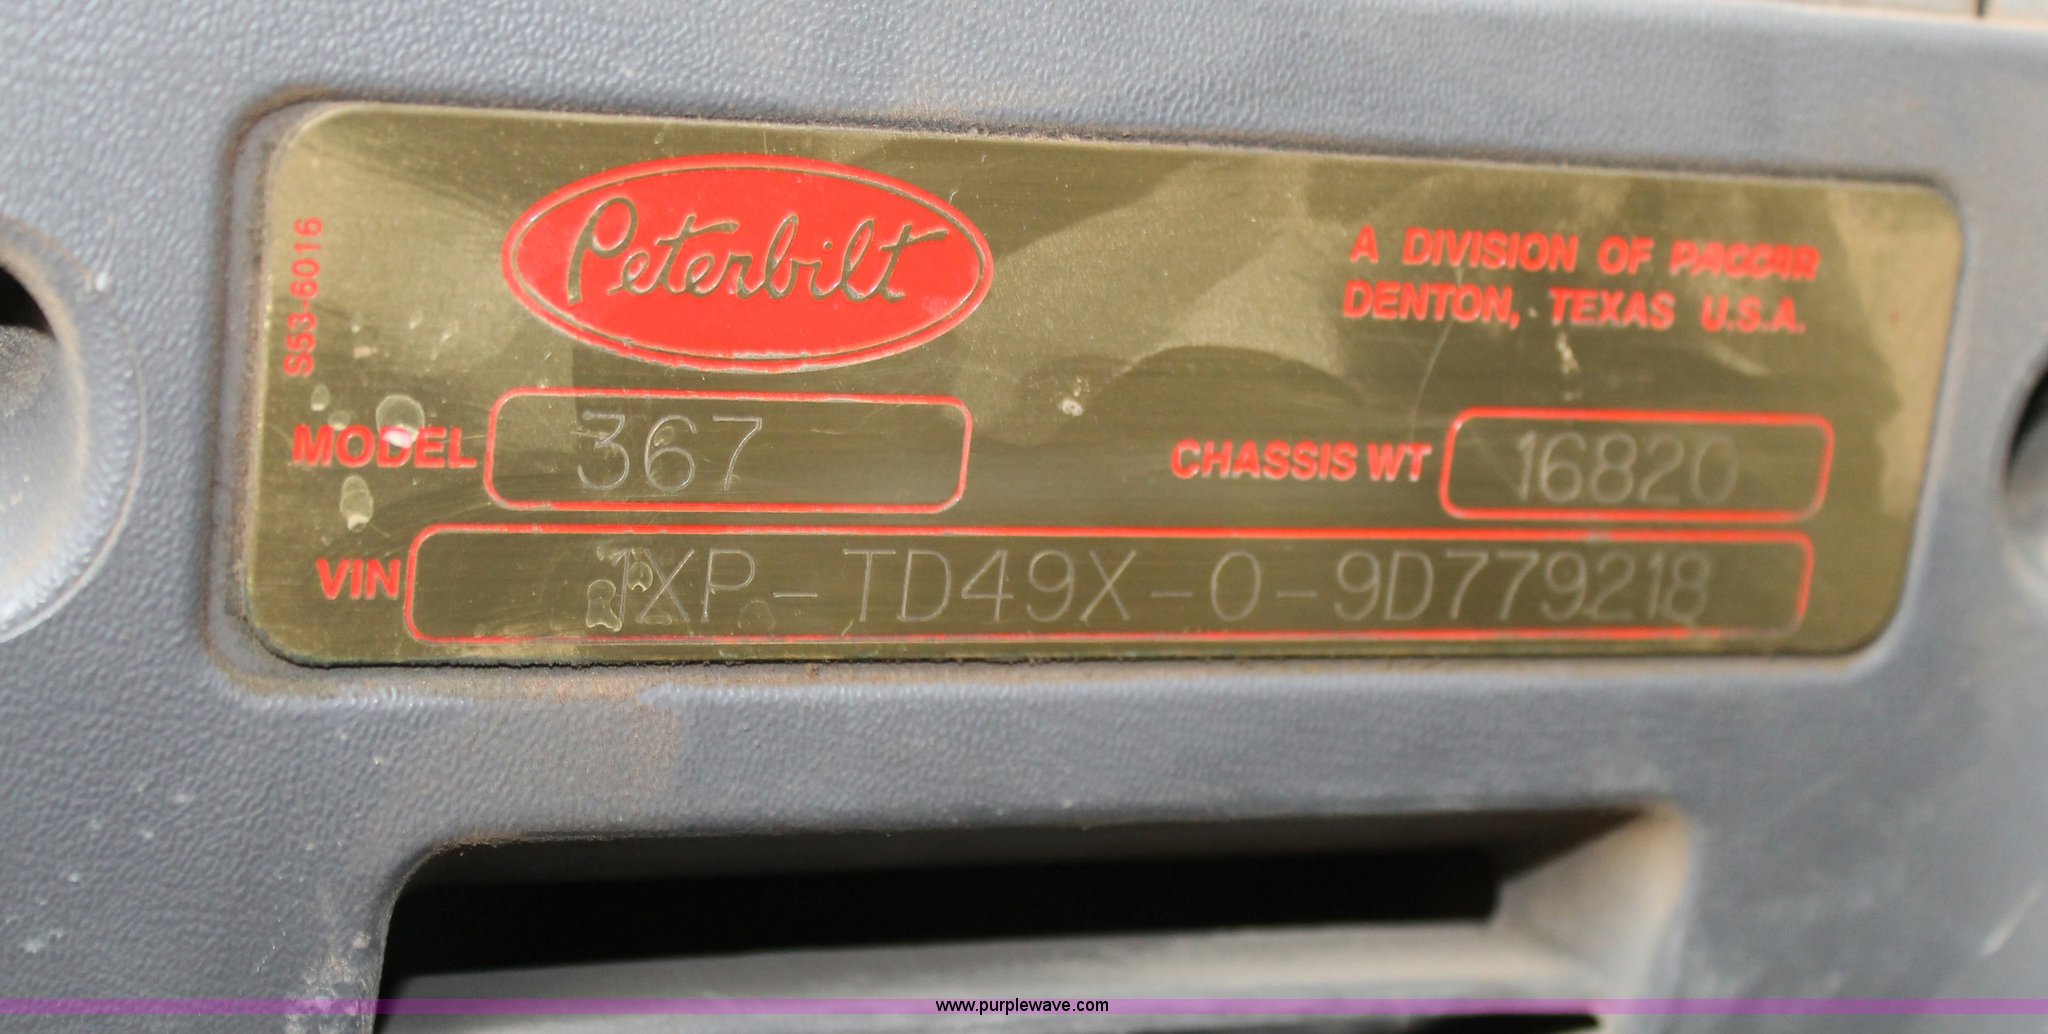 S53-6016
Peterbilt
A DIVISION OF PACCAR
DENTON, TEXAS U.S.A.
MODEL 367
CHASSIS WT 16820
VIN 1XP-TD49X-0-9D779218
www.purplewave.com